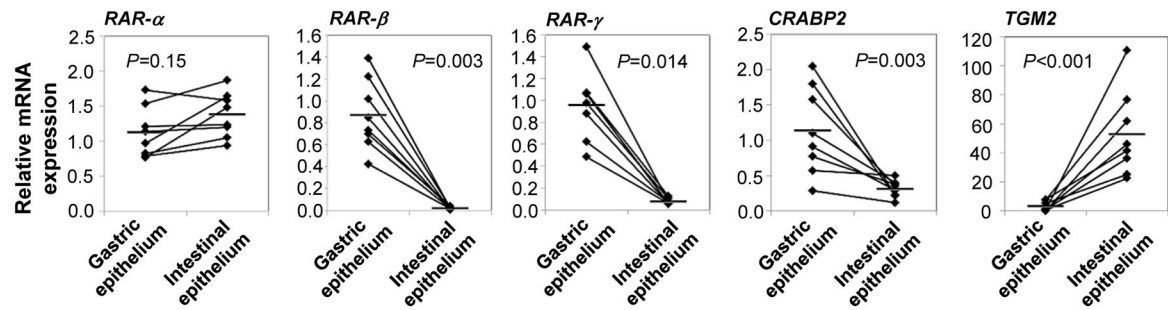 RAR-α
RAR-β
RAR-γ
CRABP2
TGM2
Relative mRNA
expression
2.5
2.0
1.5
1.0
0.5
0.0
P=0.15
Gastric
epithelium
Intestinal
epithelium
1.6
1.4
1.2
1.0
0.8
0.6
0.4
0.2
0.0
P=0.003
Gastric
epithelium
Intestinal
epithelium
1.6
1.4
1.2
1.0
0.8
0.6
0.4
0.2
0.0
P=0.014
Gastric
epithelium
Intestinal
epithelium
2.5
2.0
1.5
1.0
0.5
0.0
P=0.003
Gastric
epithelium
Intestinal
epithelium
120
100
80
60
40
20
0
P<0.001
Gastric
epithelium
Intestinal
epithelium